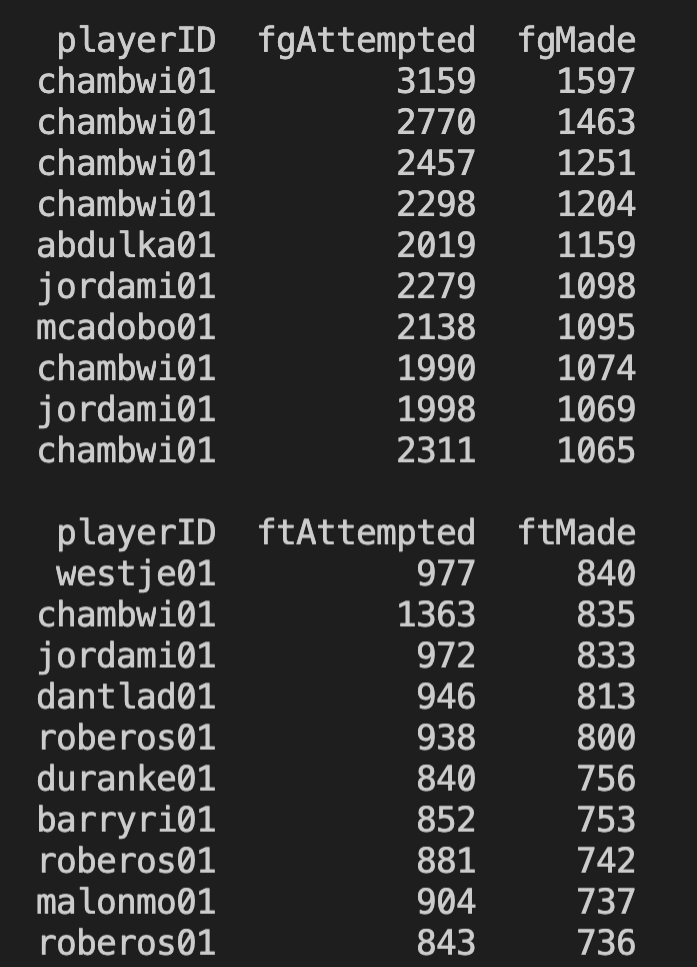 playerID fgAttempted fgMade
chambwi01 3159 1597
chambwi01 2770 1463
chambwi01 2457 1251
chambwi01 2298 1204
abdulka01 2019 1159
jordami01 2279 1098
mcadobo01 2138 1095
chambwi01 1990 1074
jordami01 1998 1069
chambwi01 2311 1065
playerID ftAttempted ftMade
westje01 977 840
chambwi01 1363 835
jordami01 972 833
dantlad01 946 813
roberos01 938 800
duranke01 840 756
barryri01 852 753
roberos01 881 742
malonmo01 904 737
roberos01 843 736